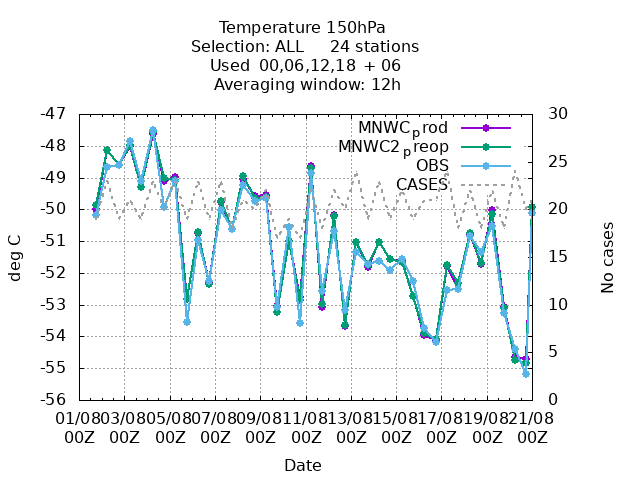 Temperature 150hPa
Selection: ALL 24 stations
Used 00,06,12,18 + 06
Averaging window: 12h
-47
-48
-49
-50
-51
-52
-53
-54
-55
-56
deg C
MNWC_prod
MNWC2_preop
OBS
CASES
30
25
20
15
10
5
0
No cases
01/08 03/08 05/08 07/08 09/08 11/08 13/08 15/08 17/08 19/08 21/08
00Z 00Z 00Z 00Z 00Z 00Z 00Z 00Z 00Z 00Z 00Z
Date